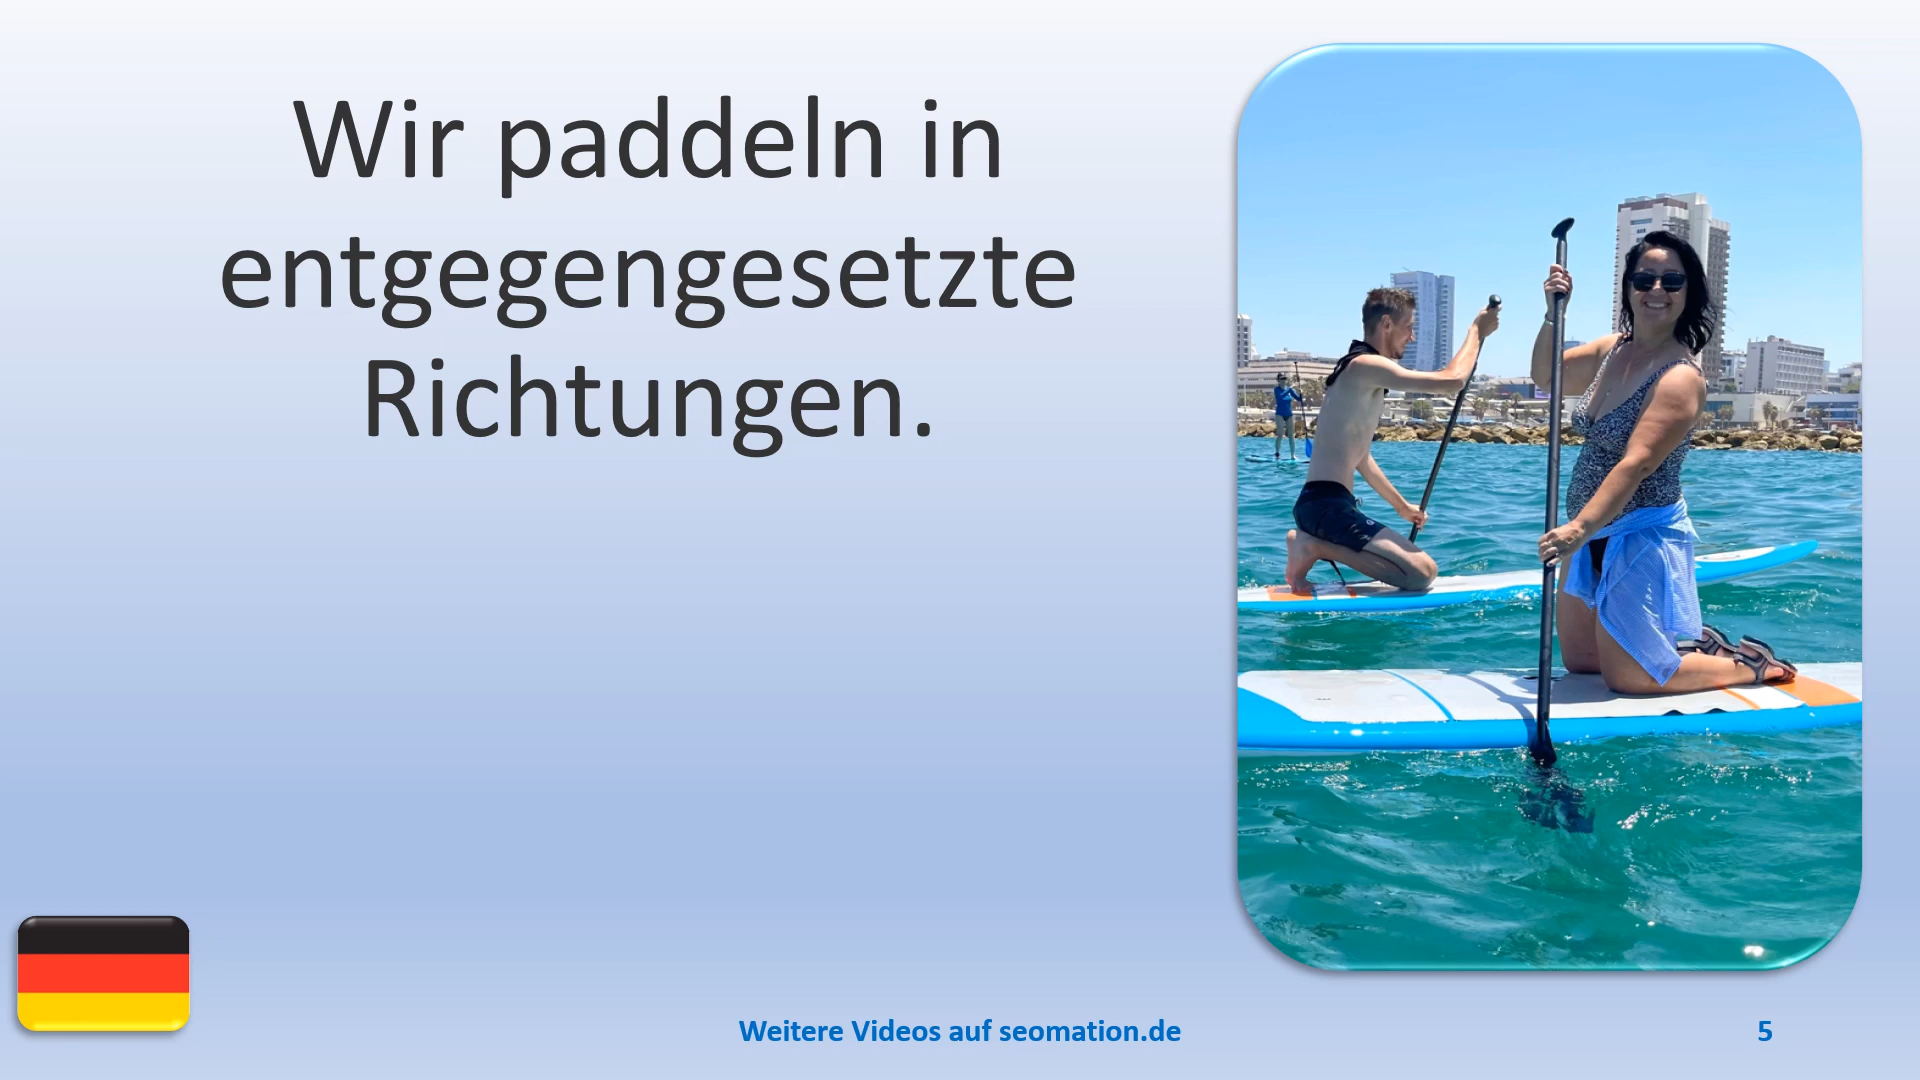 Wir paddeln in
entgegengesetzte
Richtungen.
Weitere Videos auf seomation.de
5